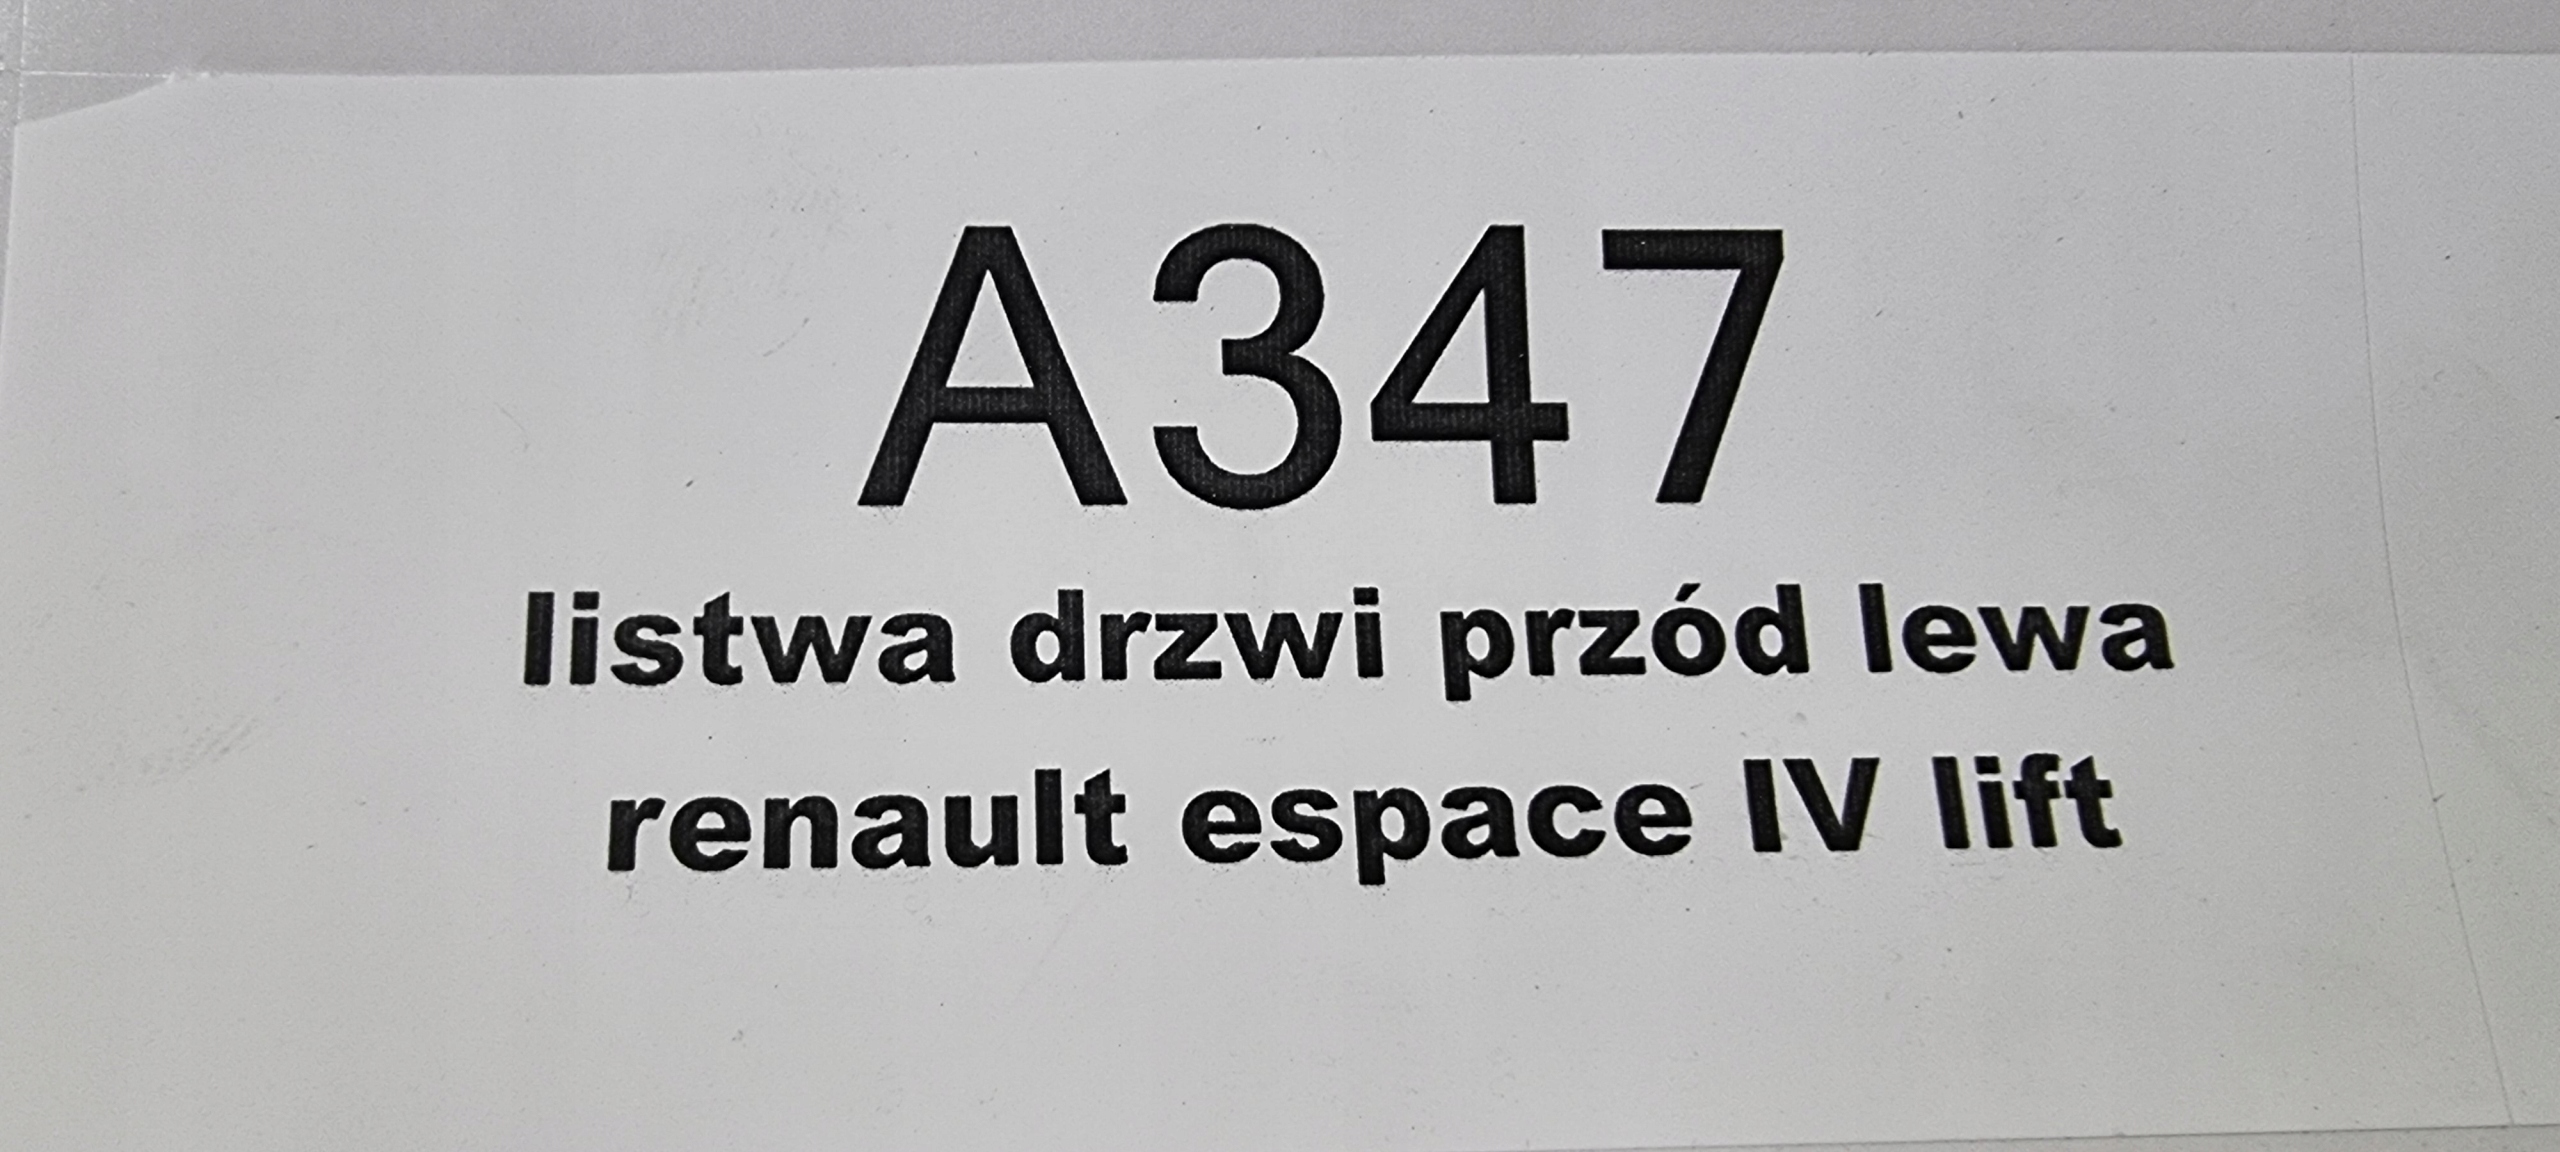 A347
listwa drzwi przód lewa
renault espace IV lift